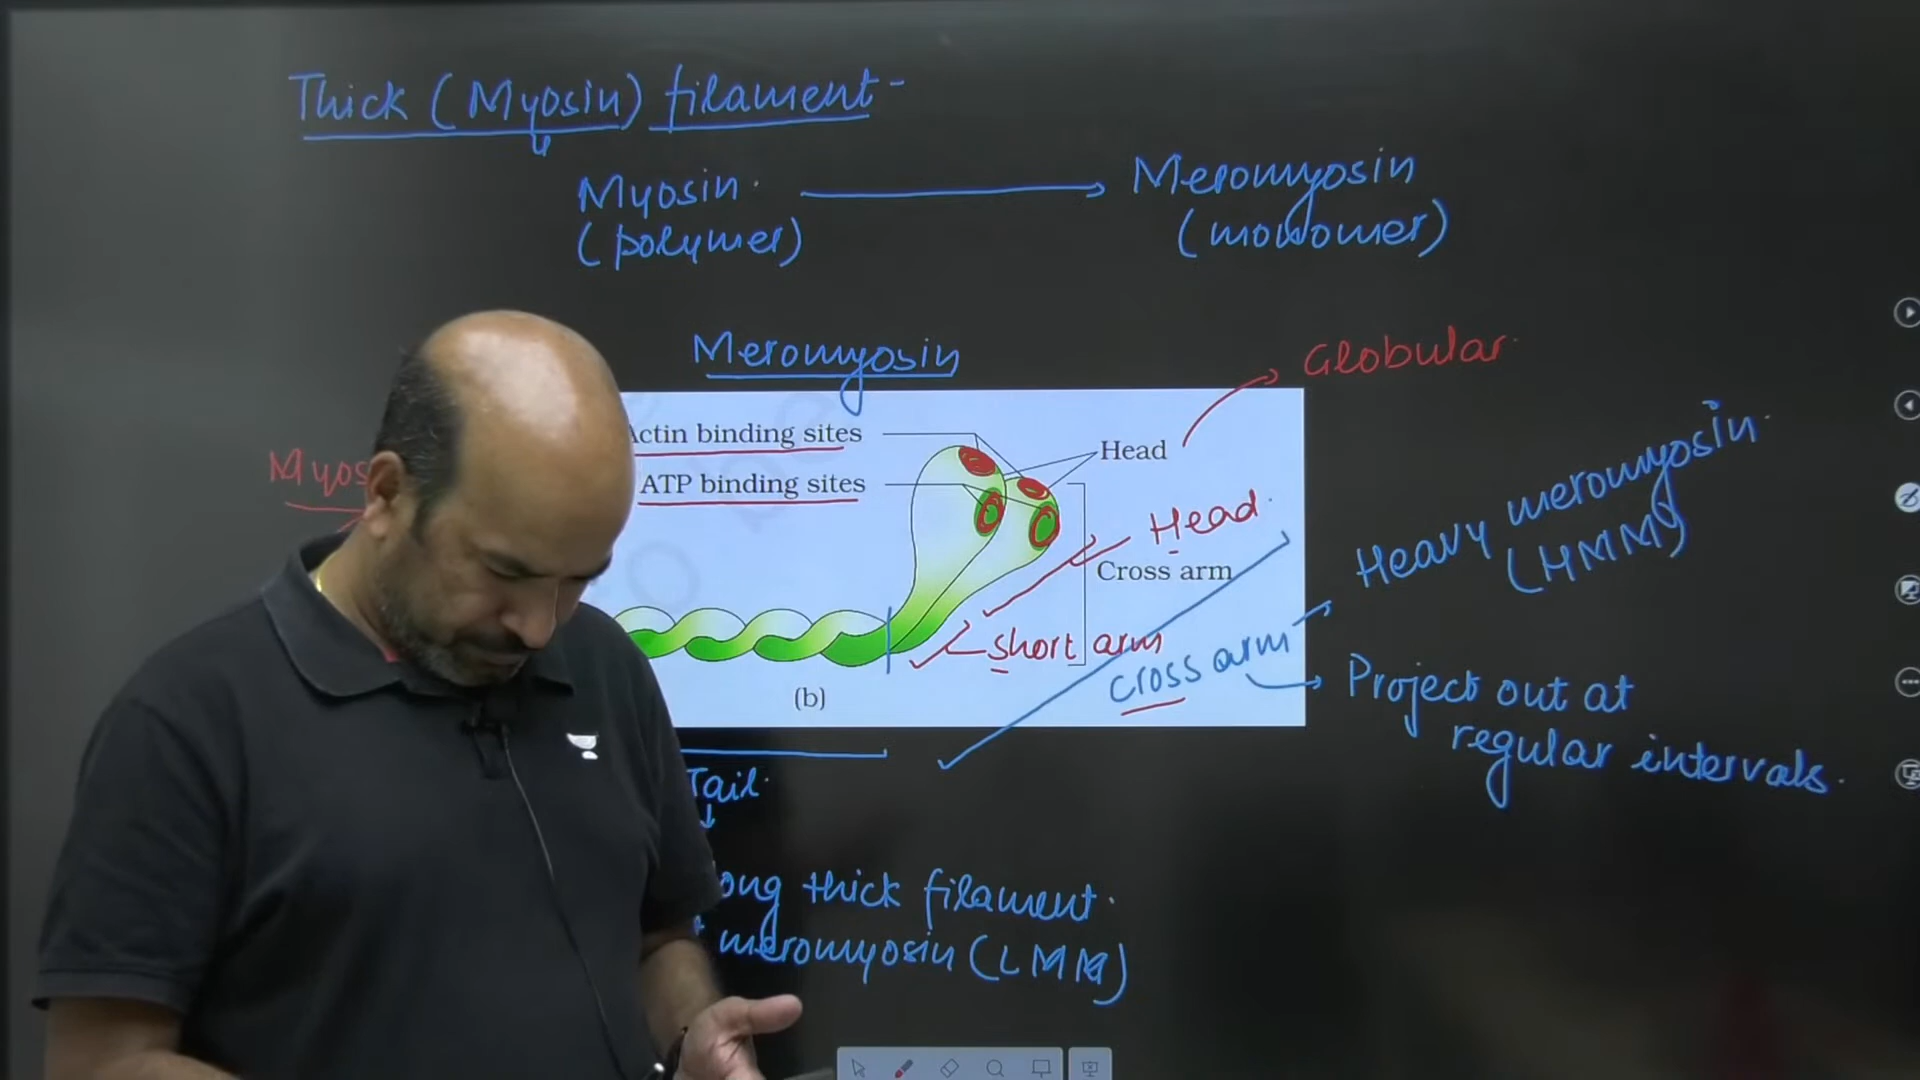 Thick (Myosin) filament-
Myosin. Meromyosin
(polymer) (monomer)
Meromyosin
Globular.
Actin binding sites
Head
ATP binding sites
Head.
Heavy meromyosin.
(HMM)
Cross arm
short arm
cross arm
Project out at
regular intervals.
(b)
Tail.
thick filament.
meromyosin (LMM)